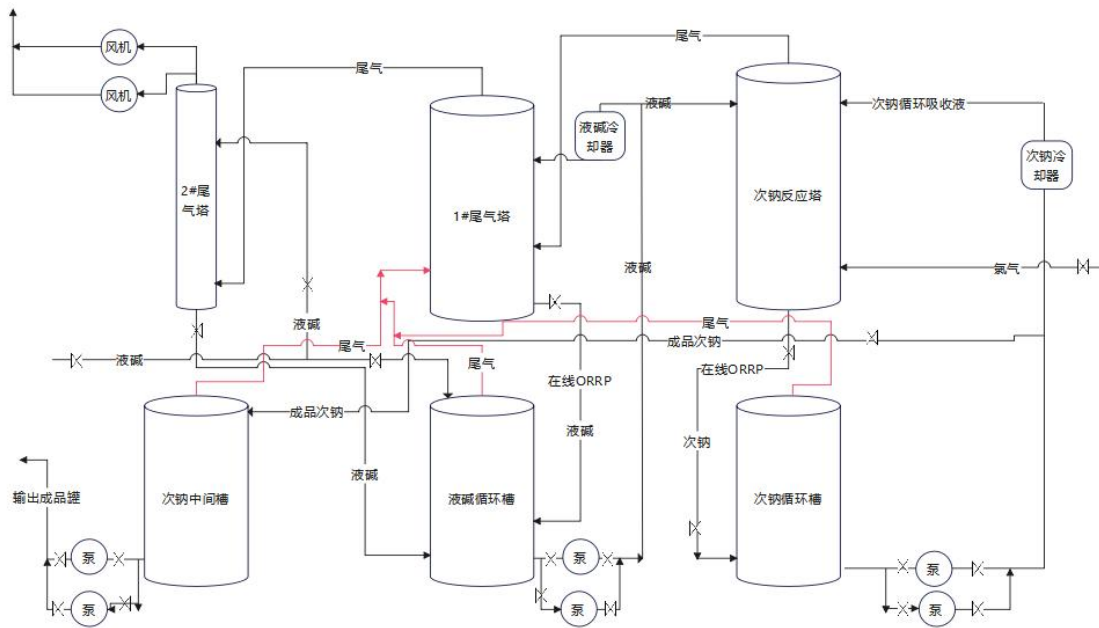 风机
尾气
尾气
风机
液碱
次钠循环吸收液
液碱冷
却器
次钠冷
却器
2#尾
气塔
1#尾气塔
次钠反应塔
液碱
氯气
液碱
尾气
尾气
成品次钠
液碱
尾气
在线ORRP
在线ORRP
成品次钠
液碱
次钠
液碱
输出成品罐
次钠中间槽
液碱循环槽
次钠循环槽
泵
泵
泵
泵
泵
泵